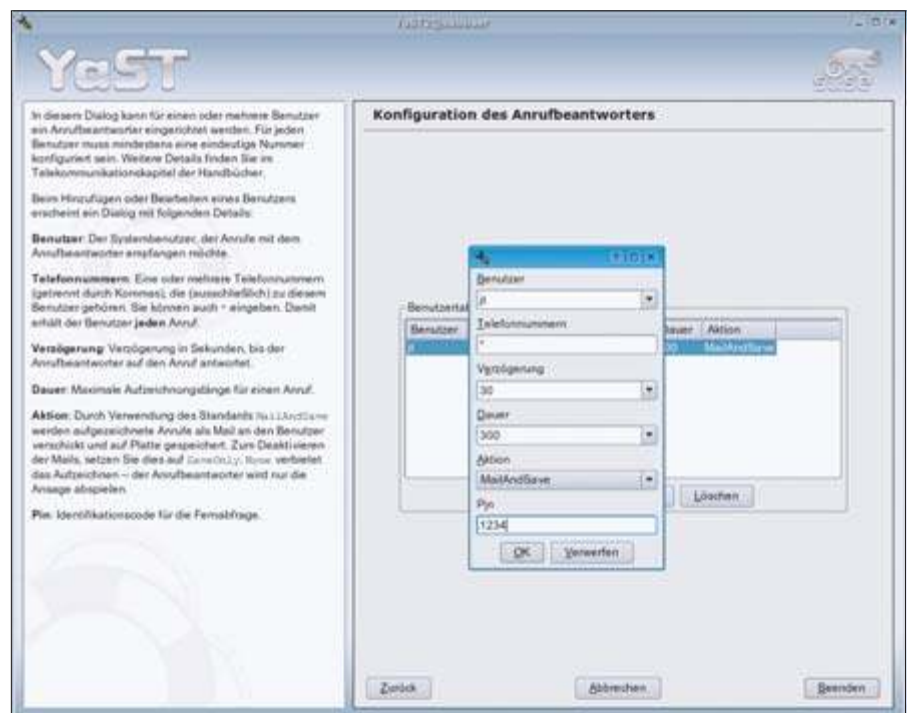 YaST2@
YaST
SUSE
In diesem Dialog kann für einen oder mehrere Benutzer
ein Anrufbeantworter eingerichtet werden. Für jeden
Benutzer muss mindestens eine eindeutige Nummer
konfiguriert sein. Weitere Details finden Sie im
Telekommunikationskapitel der Handbücher.
Beim Hinzufügen oder Bearbeiten eines Benutzers
erscheint ein Dialog mit folgenden Details:
Benutzer: Der Systembenutzer, der Anrufe mit dem
Anrufbeantworter empfangen möchte.
Telefonnummern: Eine oder mehrere Telefonnummern
(getrennt durch Kommas), die (ausschließlich) zu diesem
Benutzer gehören. Sie können auch * eingeben. Damit
erhält der Benutzer jeden Anruf.
Verzögerung: Verzögerung in Sekunden, bis der
Anrufbeantworter auf den Anruf antwortet.
Dauer: Maximale Aufzeichnungslänge für einen Anruf.
Aktion: Durch Verwendung des Standards MailAndSave
werden aufgezeichnete Anrufe als Mail an den Benutzer
verschickt und auf Platte gespeichert. Zum Deaktivieren
der Mails, setzen Sie dies auf SaveOnly. None verbietet
das Aufzeichnen – der Anrufbeantworter wird nur die
Ansage abspielen.
Pin: Identifikationscode für die Fernabfrage.
Konfiguration des Anrufbeantworters
Benutzerta
Benutzer Dauer Aktion
MailAndSave
Löschen
Benutzer
Telefonnummern
*
Verzögerung
30
Dauer
300
Aktion
MailAndSave
Pin
1234
OK Verwerfen
Zurück Abbrechen Beenden